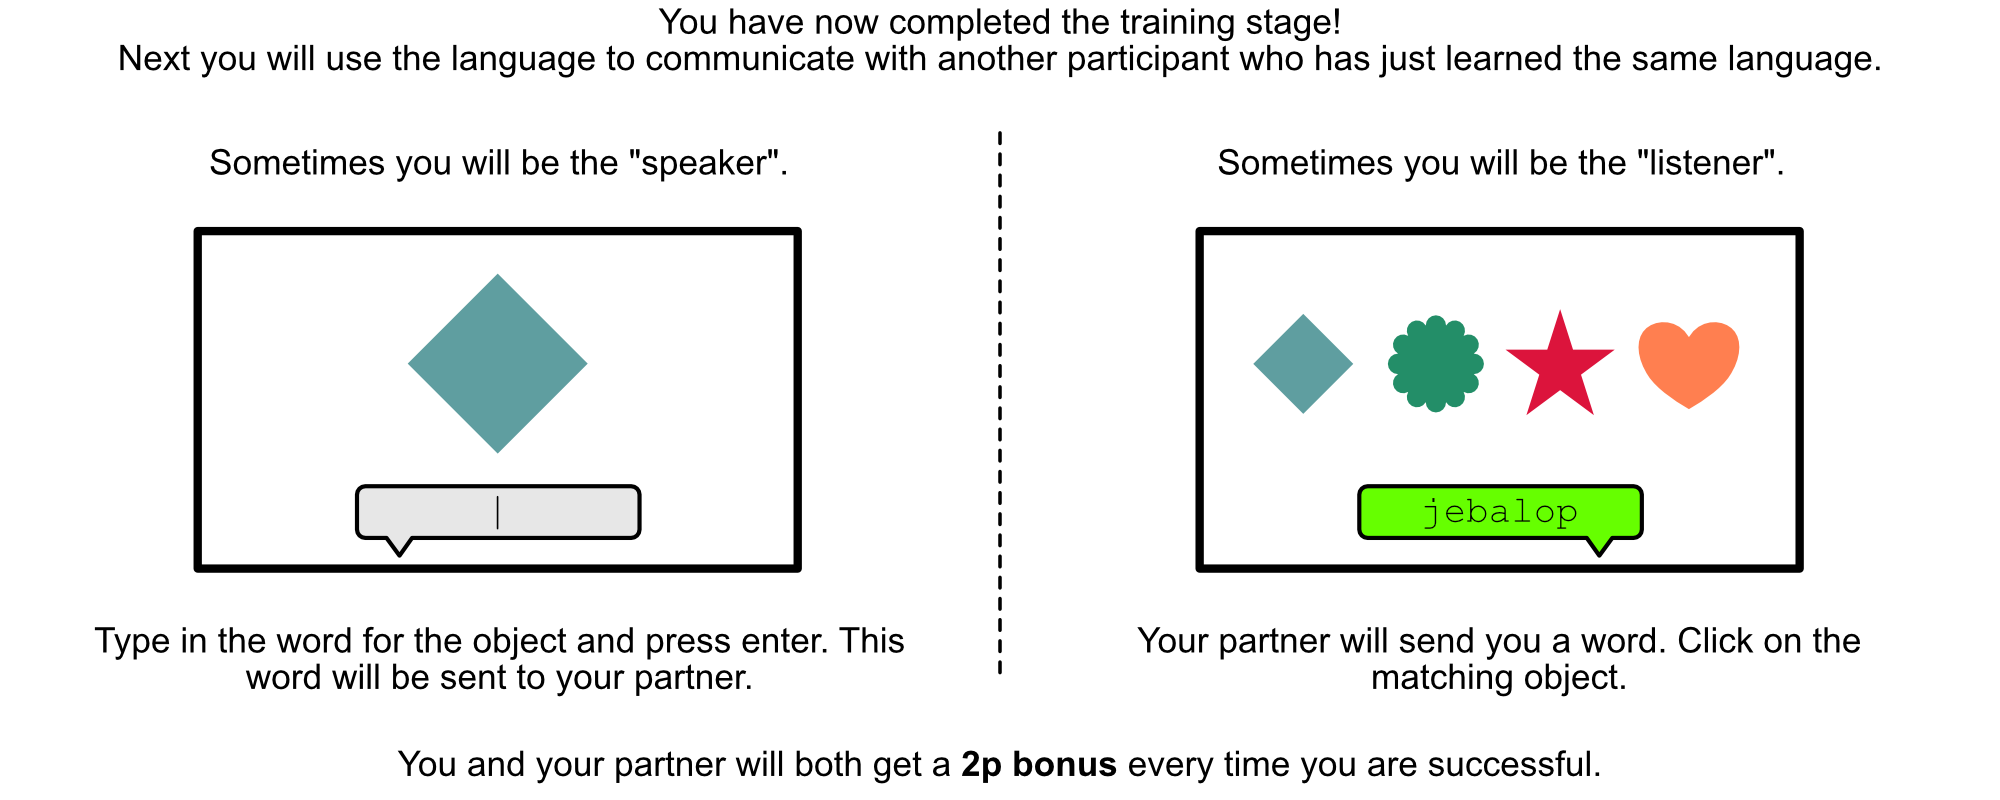 You have now completed the training stage!
Next you will use the language to communicate with another participant who has just learned the same language.
Sometimes you will be the "speaker".
Type in the word for the object and press enter. This
word will be sent to your partner.
Sometimes you will be the "listener".
jebalop
Your partner will send you a word. Click on the
matching object.
You and your partner will both get a 2p bonus every time you are successful.